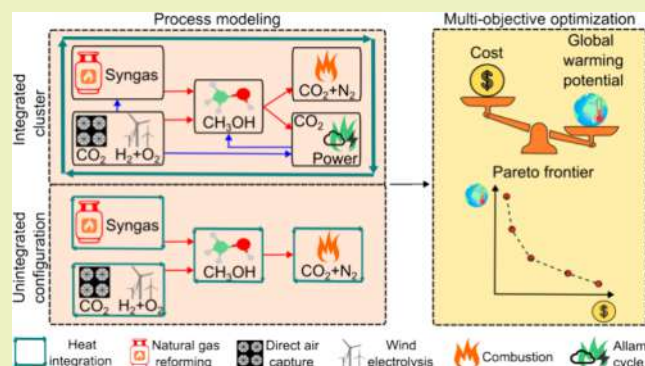 Process modeling
Multi-objective optimization
Integrated
cluster
Syngas
CO₂ H₂+O₂
CH₃OH
CO₂+N₂
CO₂
Power
Unintegrated
configuration
Syngas
CO₂ H₂+O₂
CH₃OH
CO₂+N₂
Cost
$
Global
warming
potential
Pareto frontier
$
Heat
integration
Natural gas
reforming
Direct air
capture
Wind
electrolysis
Combustion
Allam
cycle